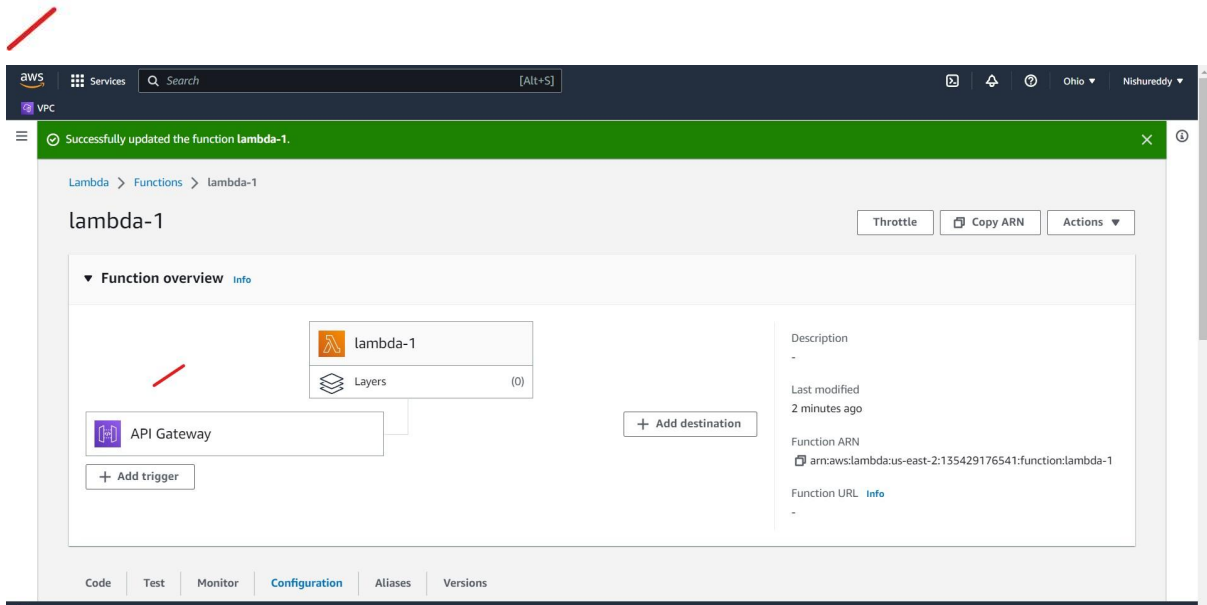 aws Services Search [Alt+S] Ohio Nishureddy
VPC
Successfully updated the function lambda-1.
Lambda > Functions > lambda-1
lambda-1
Throttle Copy ARN Actions
Function overview Info
lambda-1
Layers (0)
API Gateway
+ Add trigger
+ Add destination
Description
-
Last modified
2 minutes ago
Function ARN
arn:aws:lambda:us-east-2:135429176541:function:lambda-1
Function URL Info
-
Code Test Monitor Configuration Aliases Versions